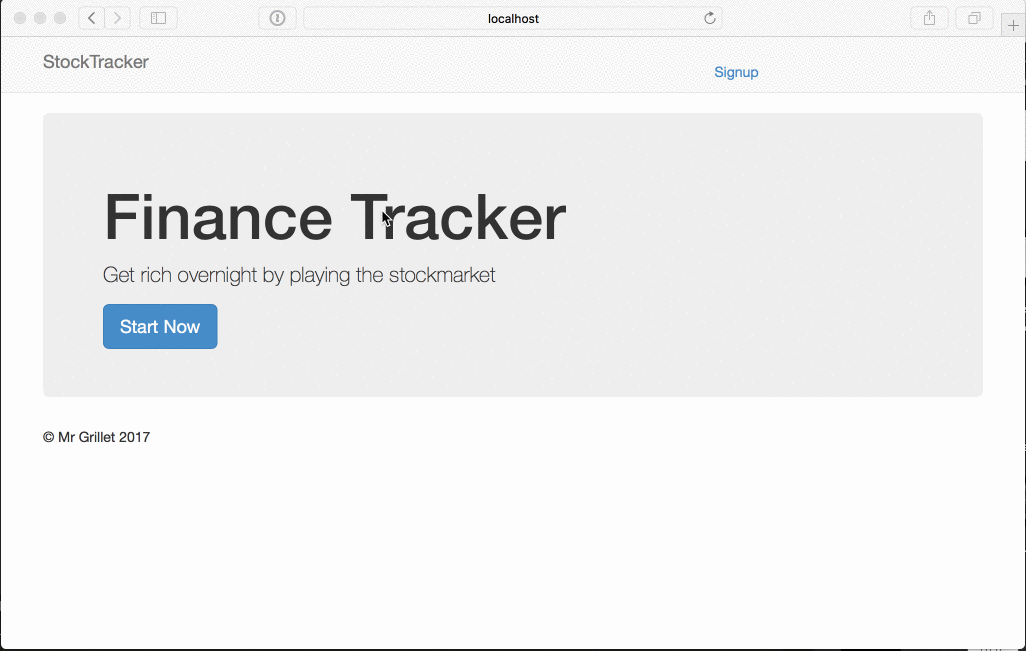 localhost
StockTracker
Signup
Finance Tracker
Get rich overnight by playing the stockmarket
Start Now
© Mr Grillet 2017